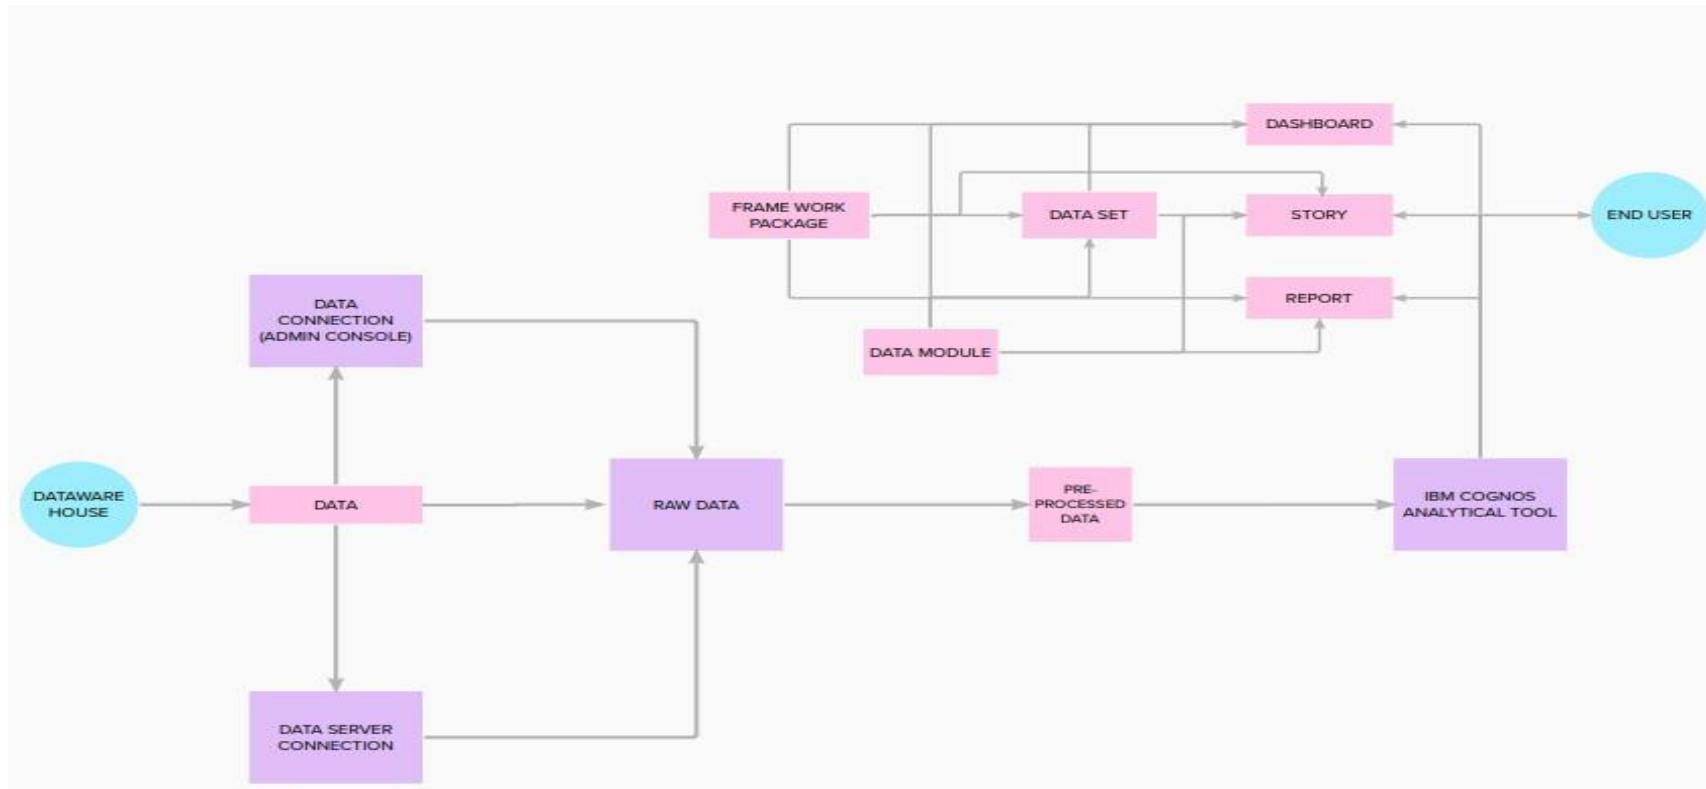 DASHBOARD
FRAME WORK
PACKAGE
DATA SET
STORY
END USER
REPORT
DATA MODULE
DATA
CONNECTION
(ADMIN CONSOLE)
DATAWARE
HOUSE
DATA
RAW DATA
PRE-
PROCESSED
DATA
IBM COGNOS
ANALYTICAL TOOL
DATA SERVER
CONNECTION